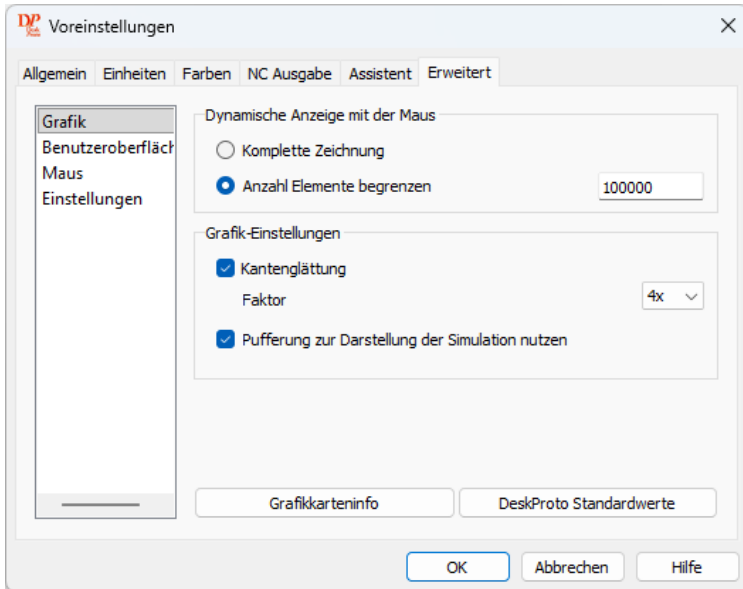 DP
Voreinstellungen
Allgemein Einheiten Farben NC Ausgabe Assistent Erweitert
Grafik
Benutzeroberfläch
Maus
Einstellungen
Dynamische Anzeige mit der Maus
Komplette Zeichnung
Anzahl Elemente begrenzen 100000
Grafik-Einstellungen
Kantenglättung
Faktor 4x
Pufferung zur Darstellung der Simulation nutzen
Grafikkarteninfo DeskProto Standardwerte
OK Abbrechen Hilfe